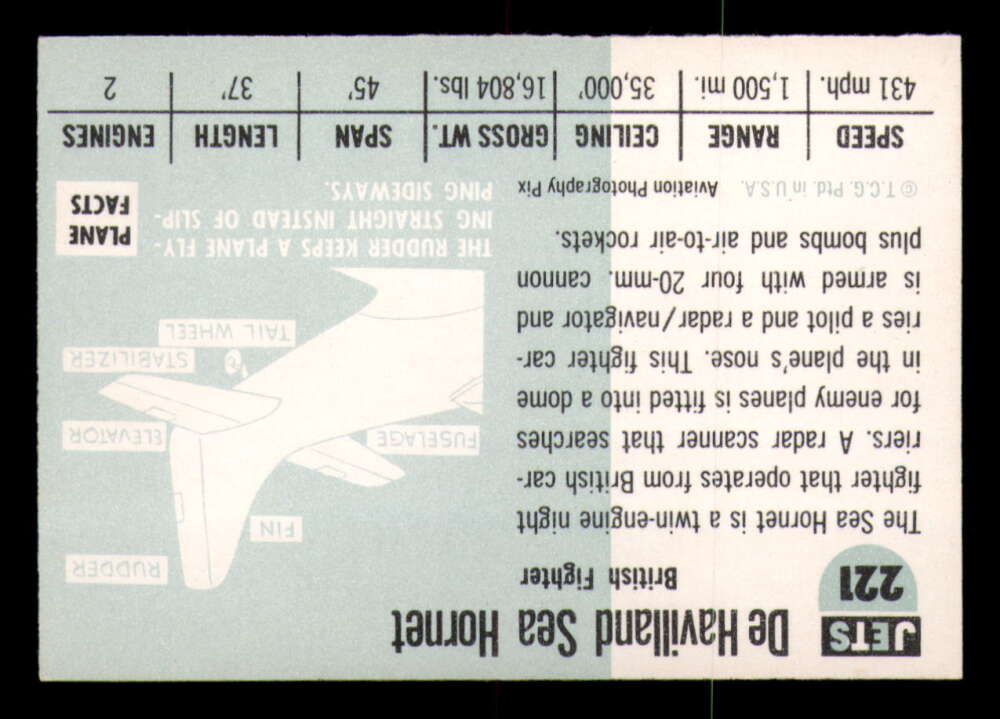 JETS
221
De Havilland Sea Hornet
British Fighter
The Sea Hornet is a twin-engine night
fighter that operates from British car-
riers. A radar scanner that searches
for enemy planes is fitted into a dome
in the plane's nose. This fighter car-
ries a pilot and a radar/navigator and
is armed with four 20-mm. cannon
plus bombs and air-to-air rockets.
© T.C.G. Ptd. in U.S.A. Aviation Photography Pix
RUDDER
FIN
ELEVATOR
FUSELAGE
STABILIZER
TAIL WHEEL
THE RUDDER KEEPS A PLANE FLY-
ING STRAIGHT INSTEAD OF SLIP-
PING SIDEWAYS.
PLANE
FACTS
SPEED RANGE CEILING GROSS WT. SPAN LENGTH ENGINES
431 mph. 1,500 mi. 35,000' 16,804 lbs. 45' 37' 2